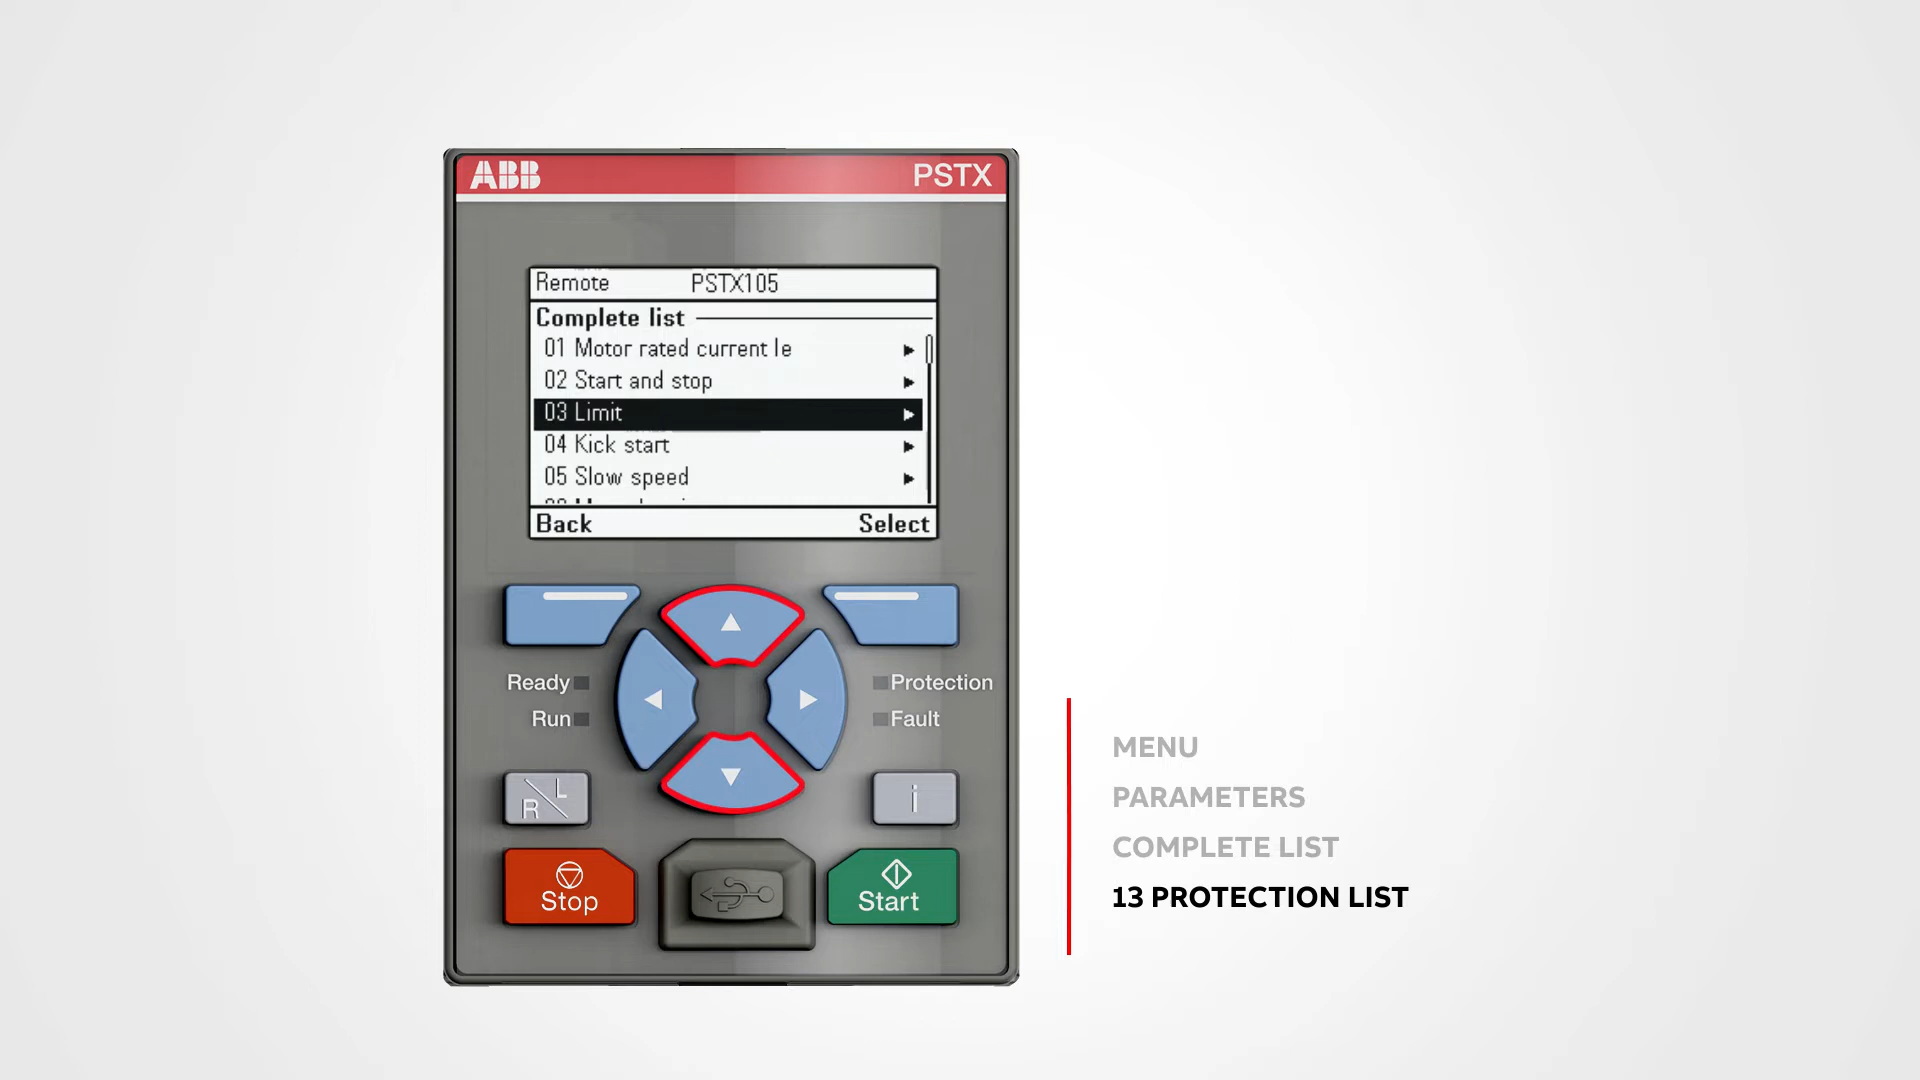 ABB PSTX
Remote PSTX105
Complete list
01 Motor rated current Ie
02 Start and stop
03 Limit
04 Kick start
05 Slow speed
Back Select
Ready Protection
Run Fault
R L i
Stop Start
MENU
PARAMETERS
COMPLETE LIST
13 PROTECTION LIST